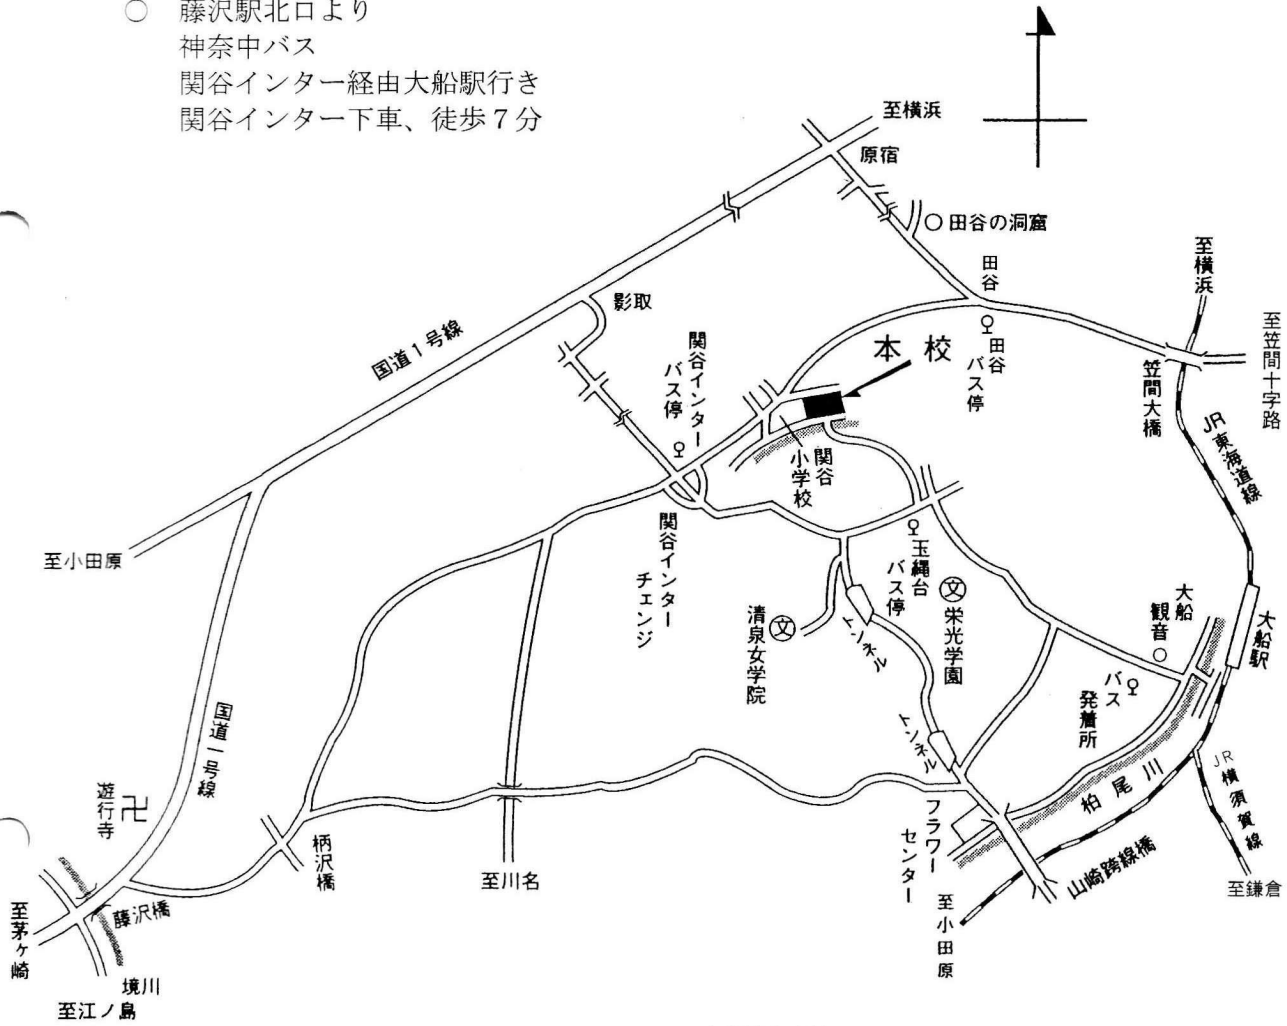 ○ 藤沢駅北口より
神奈中バス
関谷インター経由大船駅行き
関谷インター下車、徒歩７分
至横浜
原宿
田谷の洞窟
田谷
至横浜
至笠間十字路
影取
国道１号線
関谷インター
バス停
本校
田谷
バス停
笠間大橋
JR東海道線
関谷
小学校
至小田原
関谷インター
チェンジ
玉縄台
バス停
文
栄光学園
清泉女学院
文
トンネル
大船
観音
大船駅
バス
発着所
国道一号線
トンネル
遊行寺
柏尾川
JR横須賀線
フラワー
センター
柄沢橋
至川名
山崎跨線橋
至鎌倉
至小田原
藤沢橋
至茅ヶ崎
境川
至江ノ島